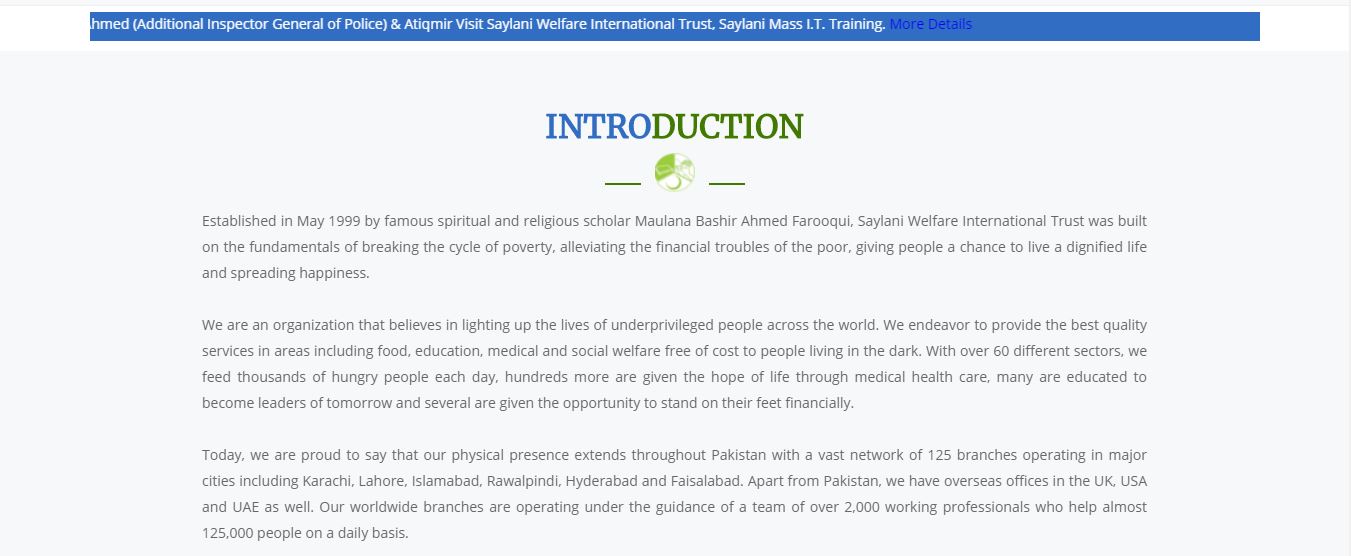 (Additional Inspector General of Police) & Atiqmir Visit Saylani Welfare International Trust, Saylani Mass I.T. Training. More Details
INTRODUCTION
Established in May 1999 by famous spiritual and religious scholar Maulana Bashir Ahmed Farooqui, Saylani Welfare International Trust was built
on the fundamentals of breaking the cycle of poverty, alleviating the financial troubles of the poor, giving people a chance to live a dignified life
and spreading happiness.
We are an organization that believes in lighting up the lives of underprivileged people across the world. We endeavor to provide the best quality
services in areas including food, education, medical and social welfare free of cost to people living in the dark. With over 60 different sectors, we
feed thousands of hungry people each day, hundreds more are given the hope of life through medical health care, many are educated to
become leaders of tomorrow and several are given the opportunity to stand on their feet financially.
Today, we are proud to say that our physical presence extends throughout Pakistan with a vast network of 125 branches operating in major
cities including Karachi, Lahore, Islamabad, Rawalpindi, Hyderabad and Faisalabad. Apart from Pakistan, we have overseas offices in the UK, USA
and UAE as well. Our worldwide branches are operating under the guidance of a team of over 2,000 working professionals who help almost
125,000 people on a daily basis.